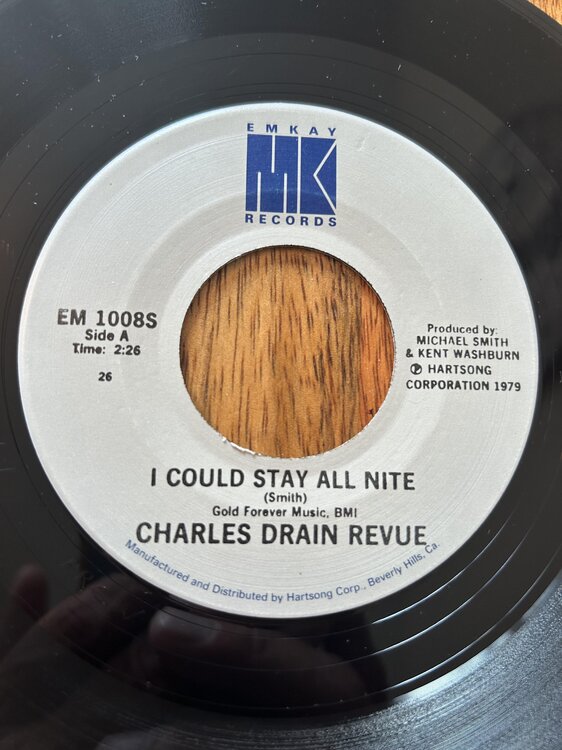 EMKAY
MK
RECORDS
EM 1008S
Side A
Time: 2:26
26
Produced by:
MICHAEL SMITH
& KENT WASHBURN
℗ HARTSONG
CORPORATION 1979
I COULD STAY ALL NITE
(Smith)
Gold Forever Music, BMI
CHARLES DRAIN REVUE
Manufactured and Distributed by Hartsong Corp., Beverly Hills, Ca.